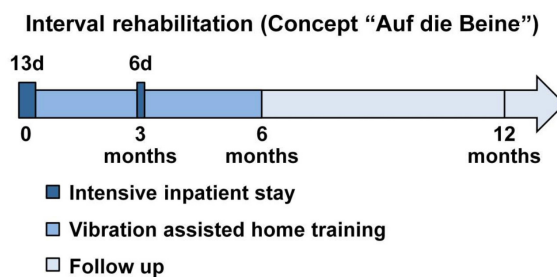 Interval rehabilitation (Concept “Auf die Beine”)
13d 6d
0 3 6 12
months months months
Intensive inpatient stay
Vibration assisted home training
Follow up